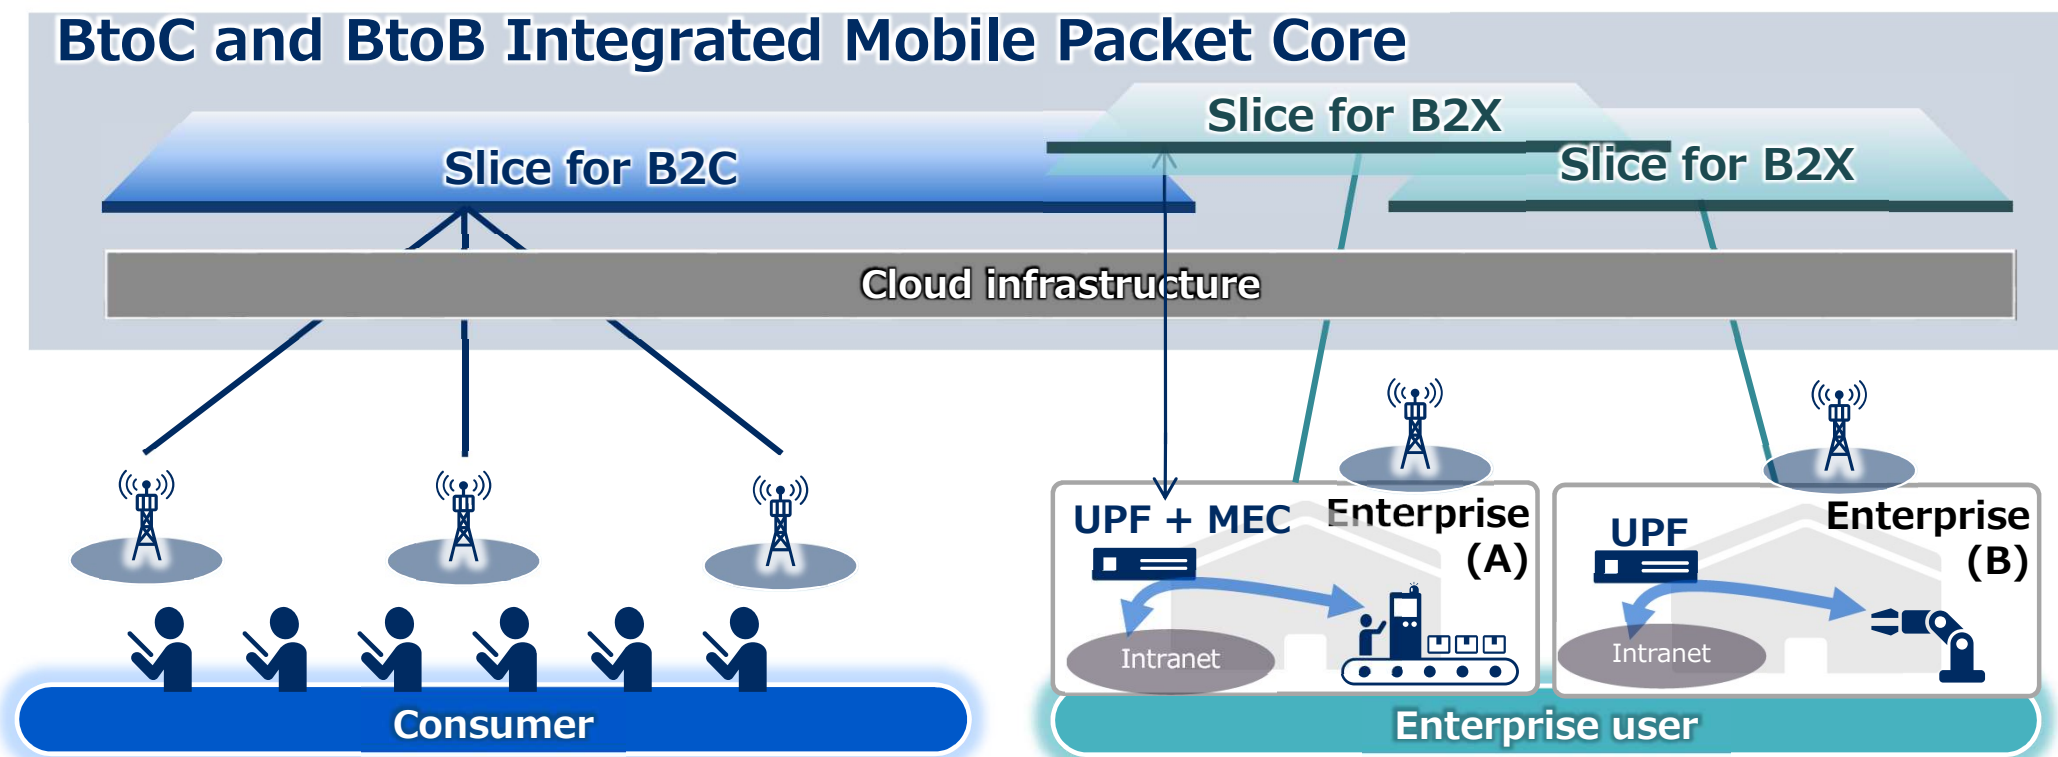 BtoC and BtoB Integrated Mobile Packet Core
Slice for B2X
Slice for B2C
Slice for B2X
Cloud infrastructure
UPF + MEC
Enterprise
(A)
Intranet
UPF
Enterprise
(B)
Intranet
Consumer
Enterprise user